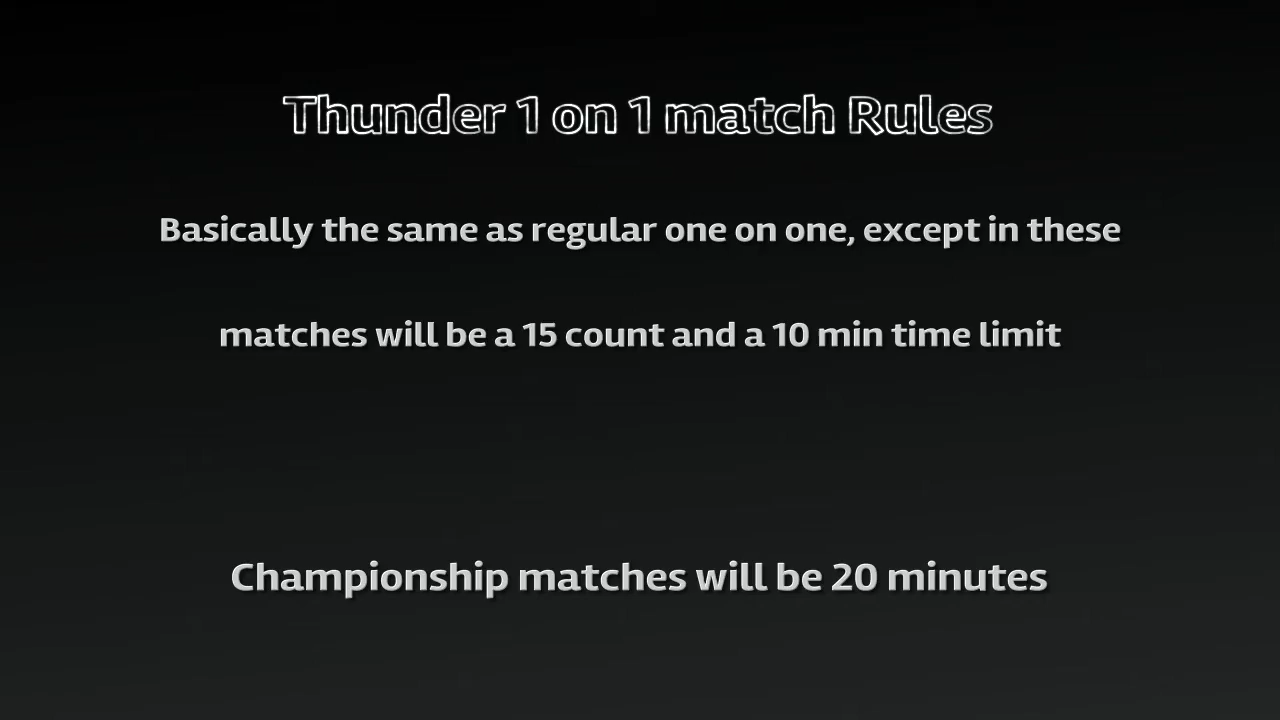 Thunder 1 on 1 match Rules
Basically the same as regular one on one, except in these
matches will be a 15 count and a 10 min time limit
Championship matches will be 20 minutes